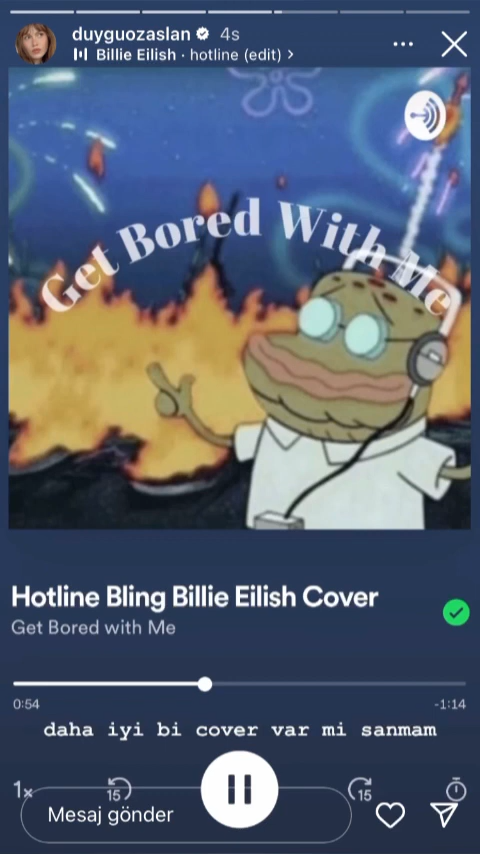 duyguozaslan 4s
Billie Eilish · hotline (edit) >
Get Bored With Me
Hotline Bling Billie Eilish Cover
Get Bored with Me
0:54 -1:14
daha iyi bi cover var mi sanmam
1x 15 15
Mesaj gönder